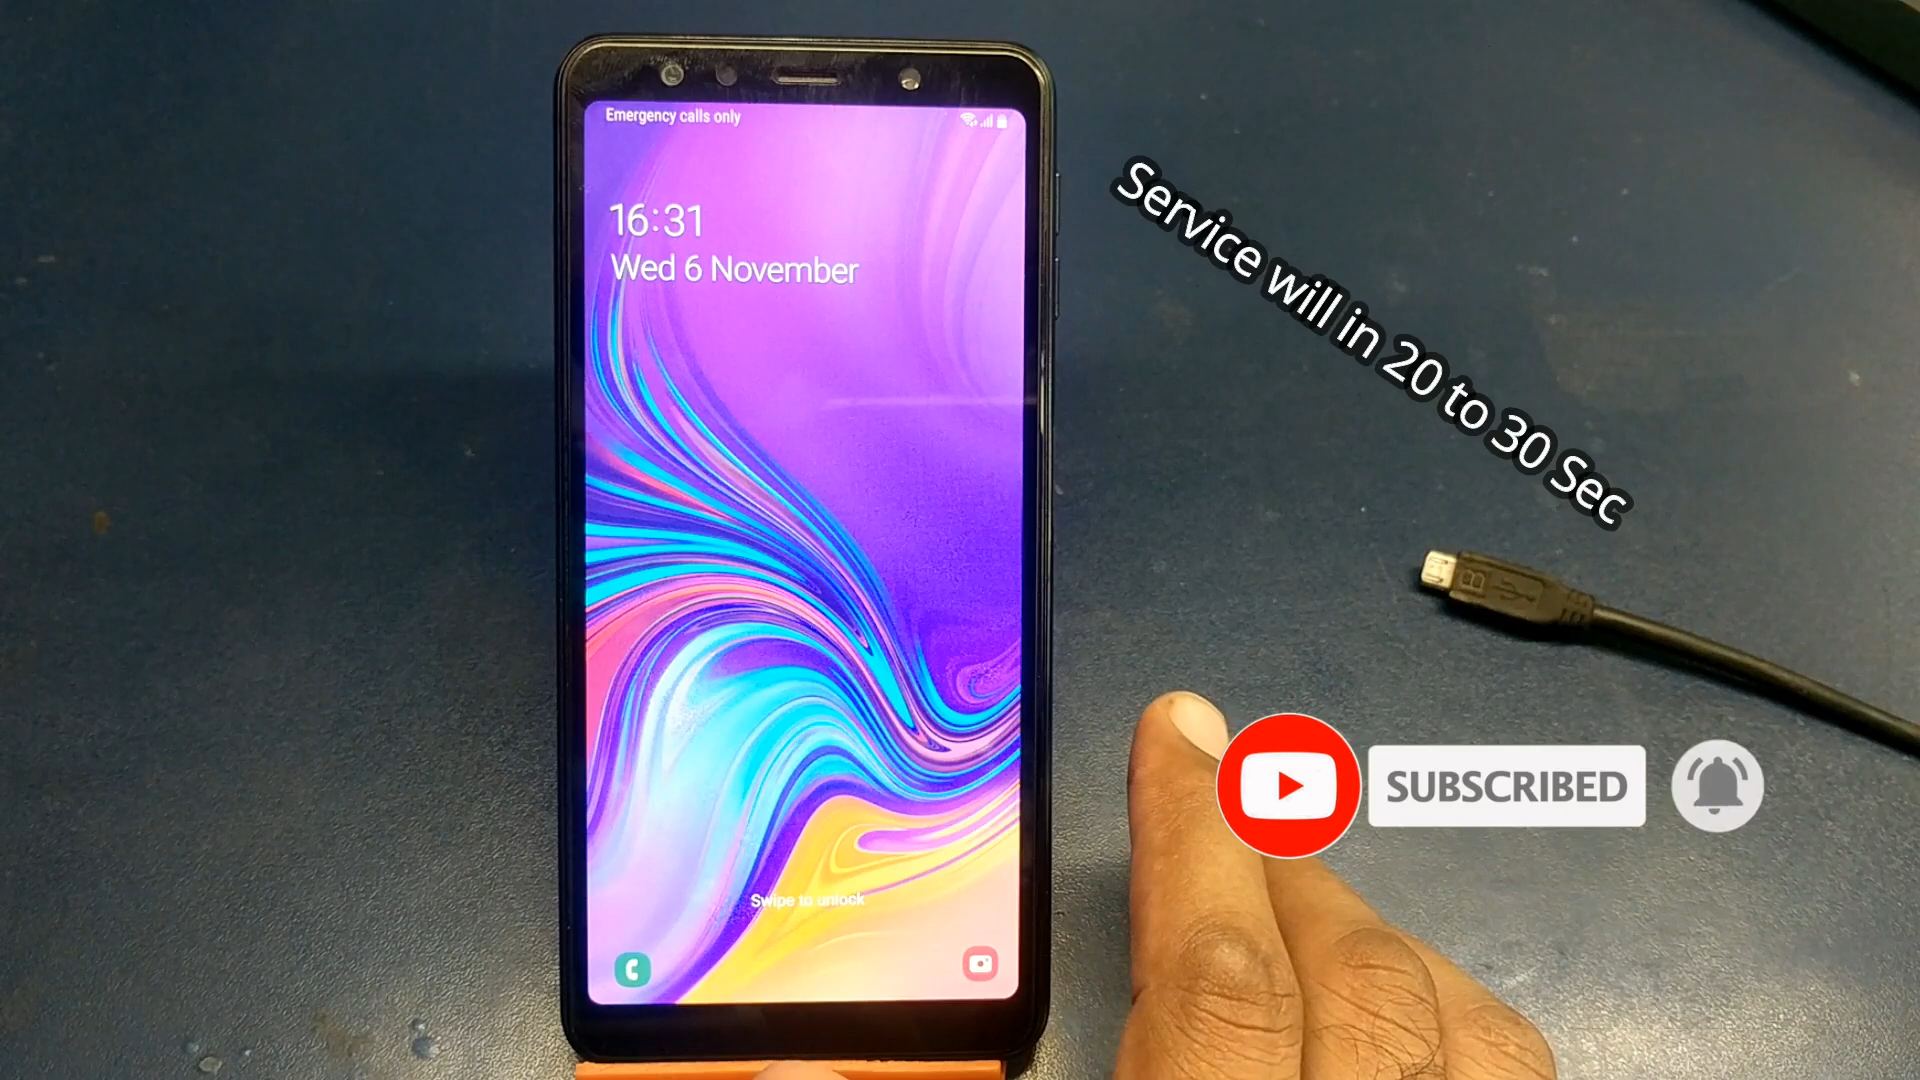 Emergency calls only
16:31
Wed 6 November
Service will in 20 to 30 Sec
SUBSCRIBED
Swipe to unlock